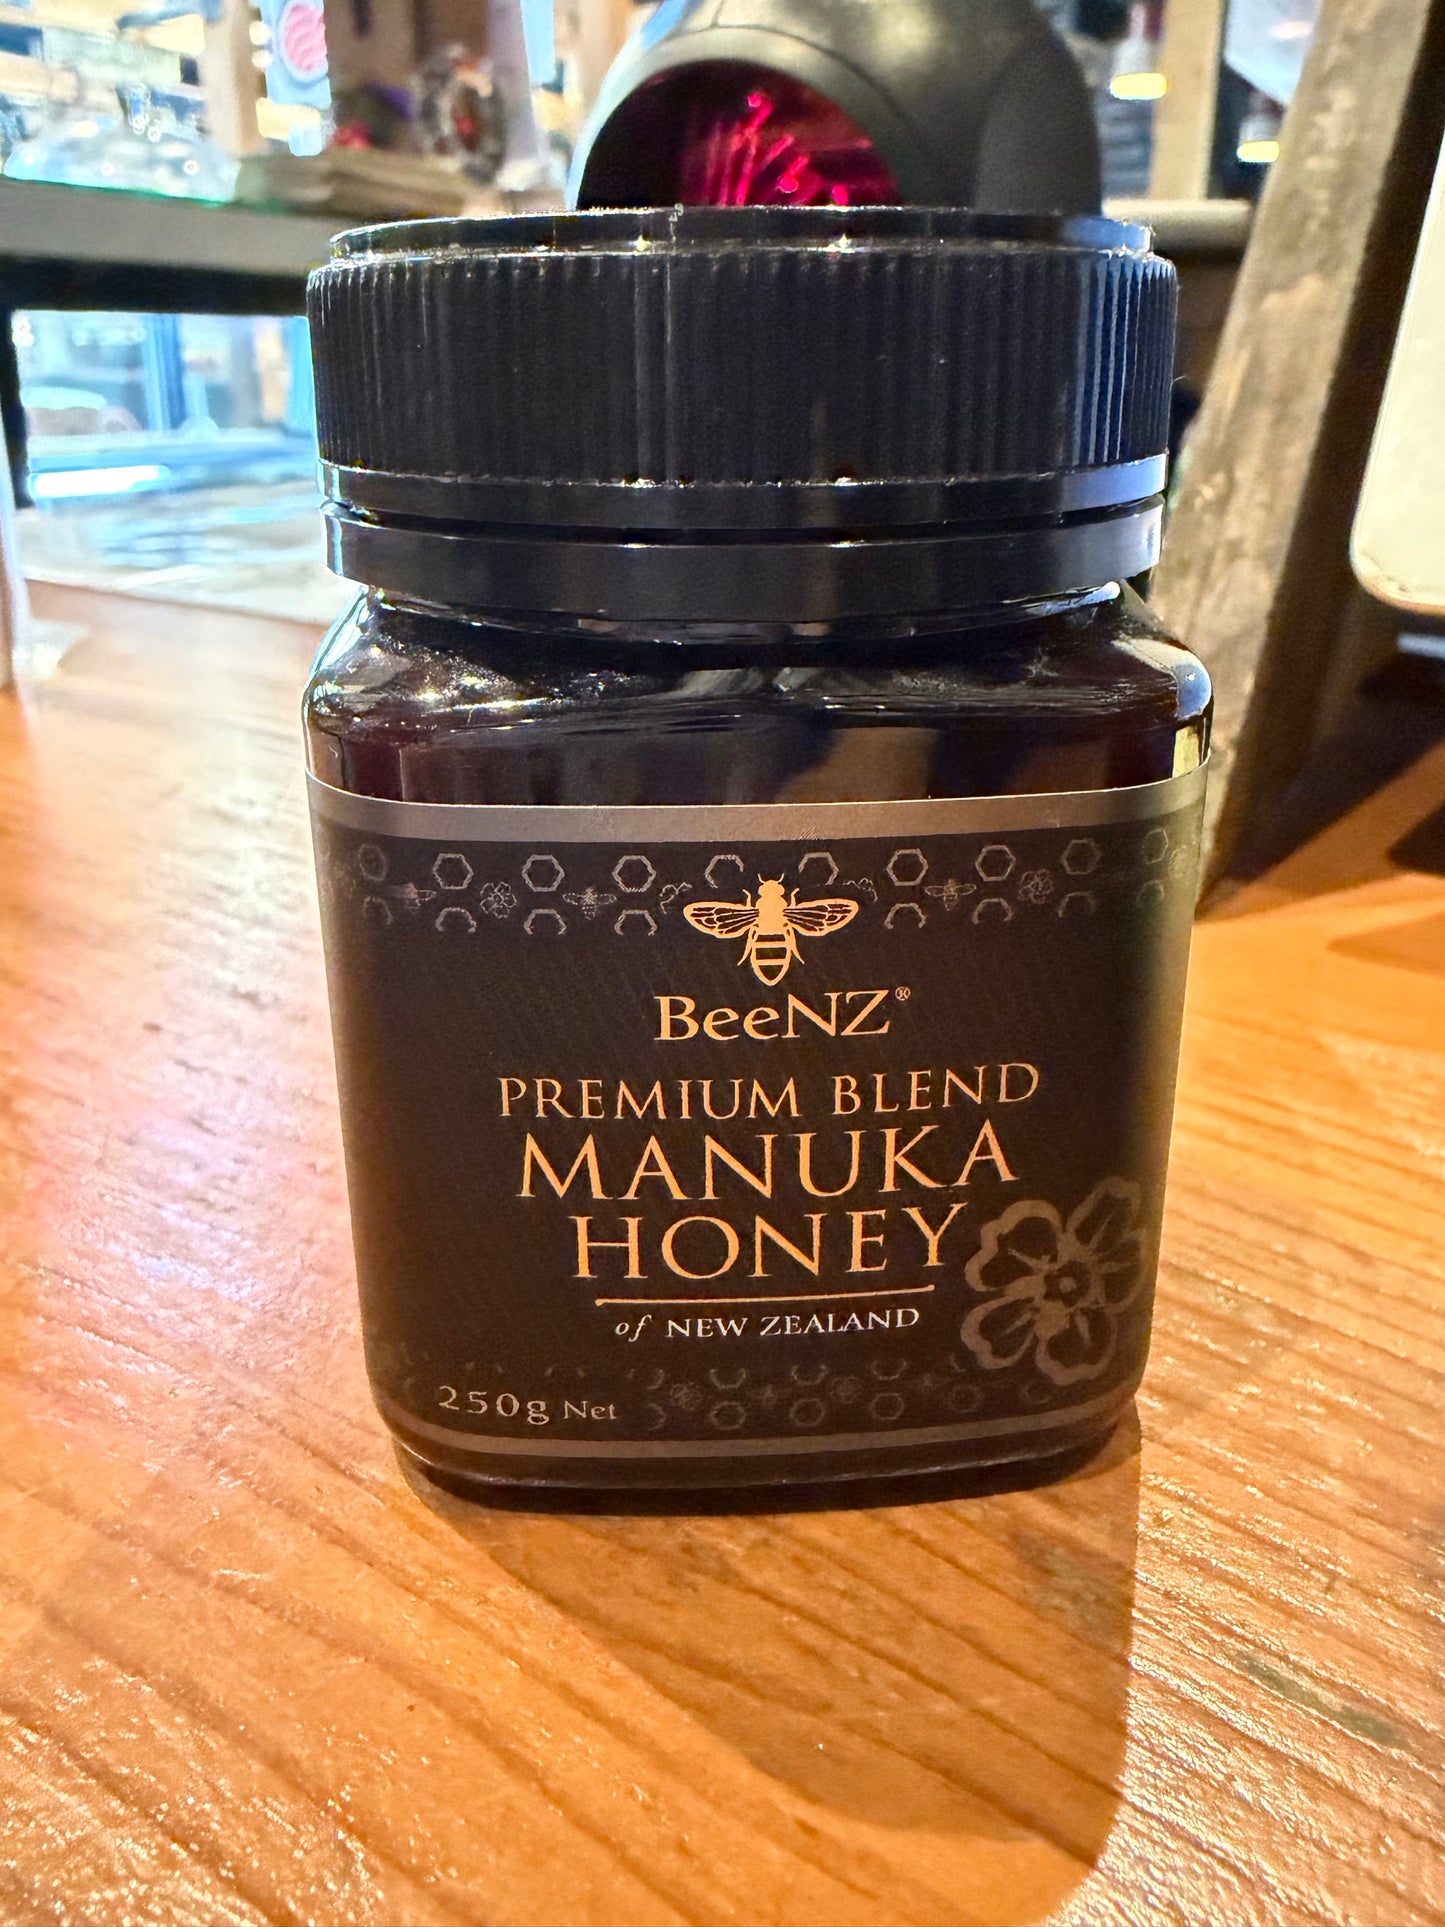 BeeNZ®
PREMIUM BLEND
MANUKA
HONEY
of NEW ZEALAND
250g Net